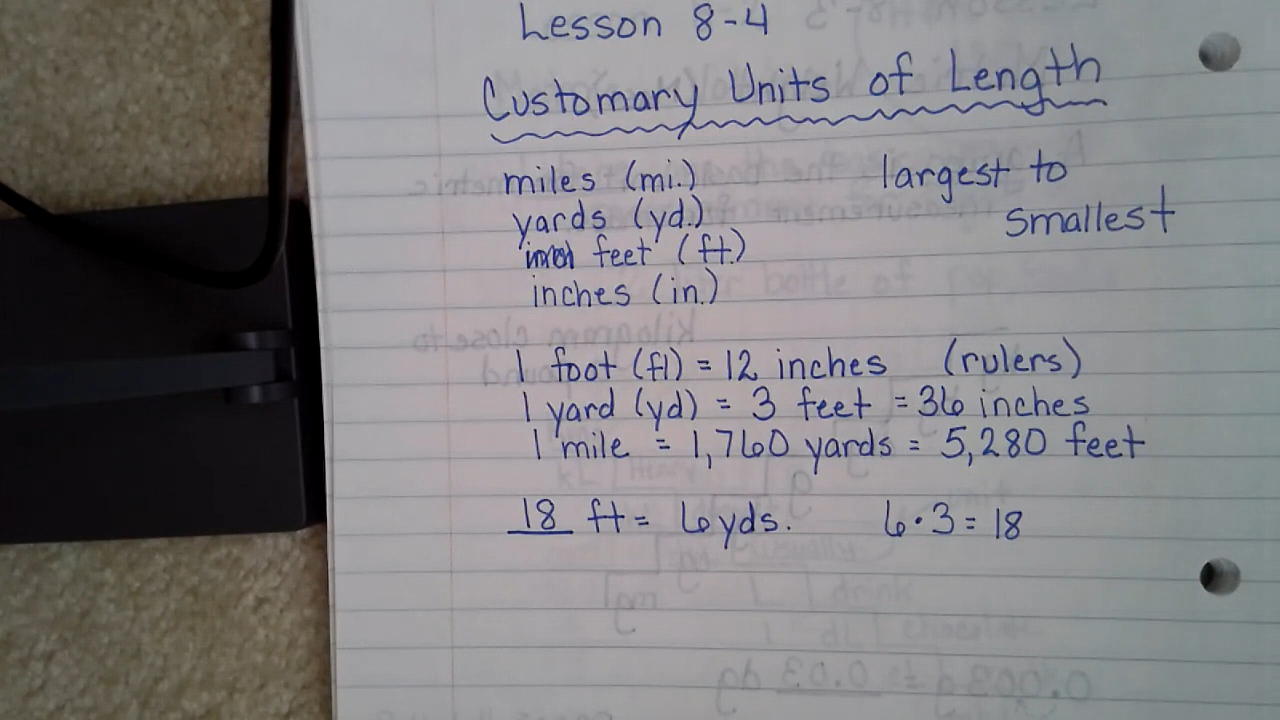 Lesson 8-4
Customary Units of Length
miles (mi.) largest to
yards (yd.) smallest
feet (ft.)
inches (in.)
1 foot (ft) = 12 inches (rulers)
1 yard (yd) = 3 feet = 36 inches
1 mile = 1,760 yards = 5,280 feet
18 ft = 6yds. 6·3=18